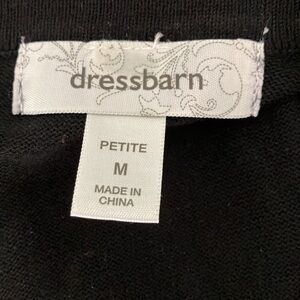 dressbarn
PETITE
M
MADE IN
CHINA